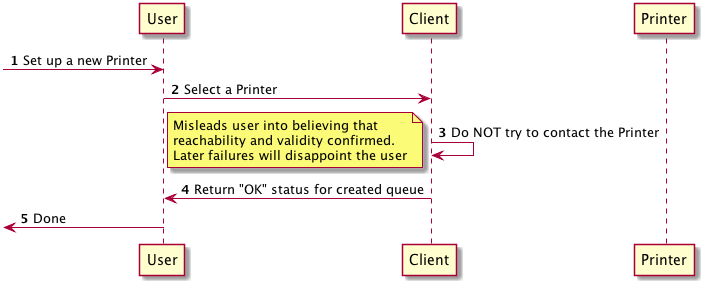 User Client Printer
1 Set up a new Printer
2 Select a Printer
Misleads user into believing that
reachability and validity confirmed.
Later failures will disappoint the user
3 Do NOT try to contact the Printer
4 Return "OK" status for created queue
5 Done
User Client Printer